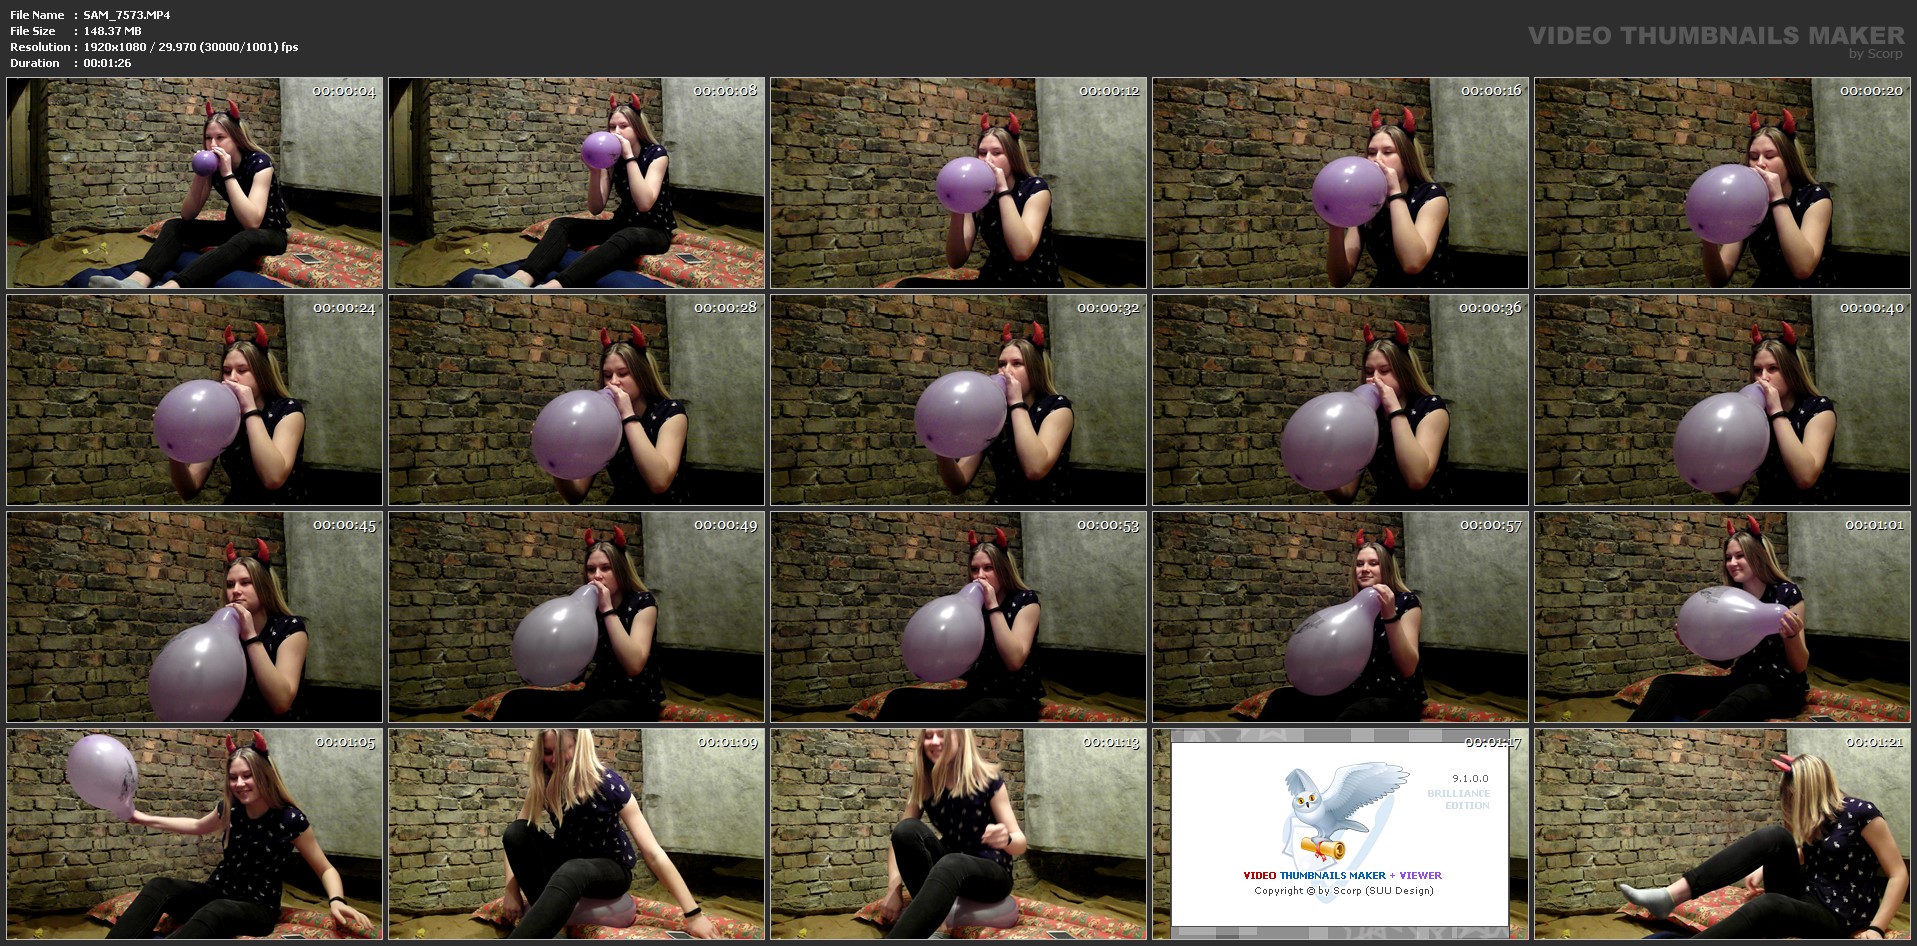 File Name : SAM_7573.MP4
File Size : 148.37 MB
Resolution : 1920x1080 / 29.970 (30000/1001) fps
Duration : 00:01:26
VIDEO THUMBNAILS MAKER
by Scorp
00:00:04
00:00:08
00:00:12
00:00:16
00:00:20
00:00:24
00:00:28
00:00:32
00:00:36
00:00:40
00:00:45
00:00:49
00:00:53
00:00:57
00:01:01
00:01:05
00:01:09
00:01:13
00:01:17
9.1.0.0
BRILLIANCE
EDITION
VIDEO THUMBNAILS MAKER + VIEWER
Copyright © by Scorp (SUU Design)
00:01:21